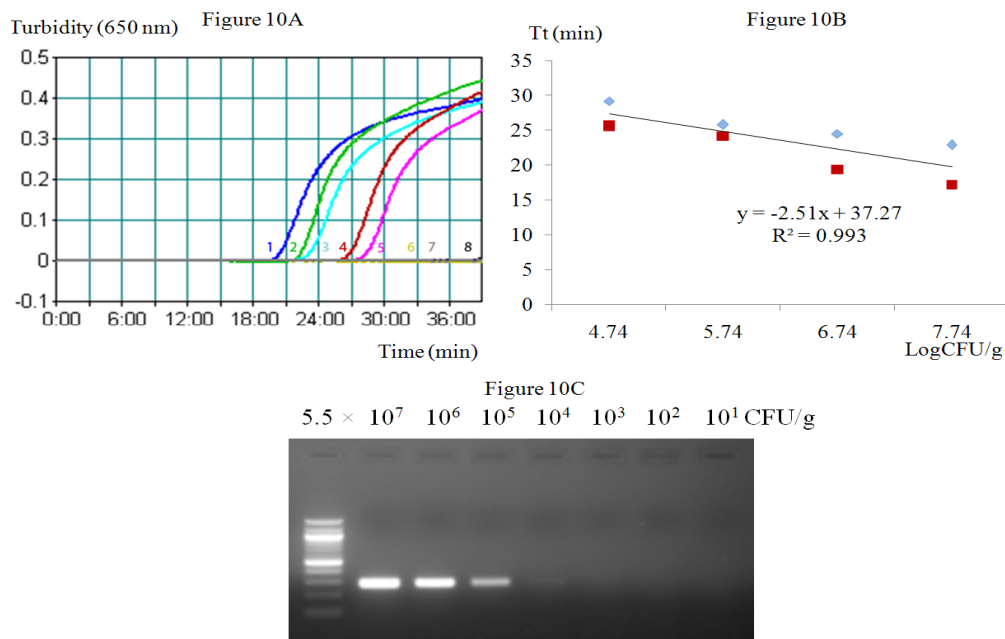 Figure 10A
Turbidity (650 nm)
0.5
0.4
0.3
0.2
0.1
0
-0.1
1 2 3 4 5 6 7 8
0:00 6:00 12:00 18:00 24:00 30:00 36:00
Time (min)
Figure 10B
Tt (min)
35
30
25
20
15
10
5
0
y = -2.51x + 37.27
R² = 0.993
4.74 5.74 6.74 7.74
LogCFU/g
Figure 10C
5.5 × 10⁷ 10⁶ 10⁵ 10⁴ 10³ 10² 10¹ CFU/g